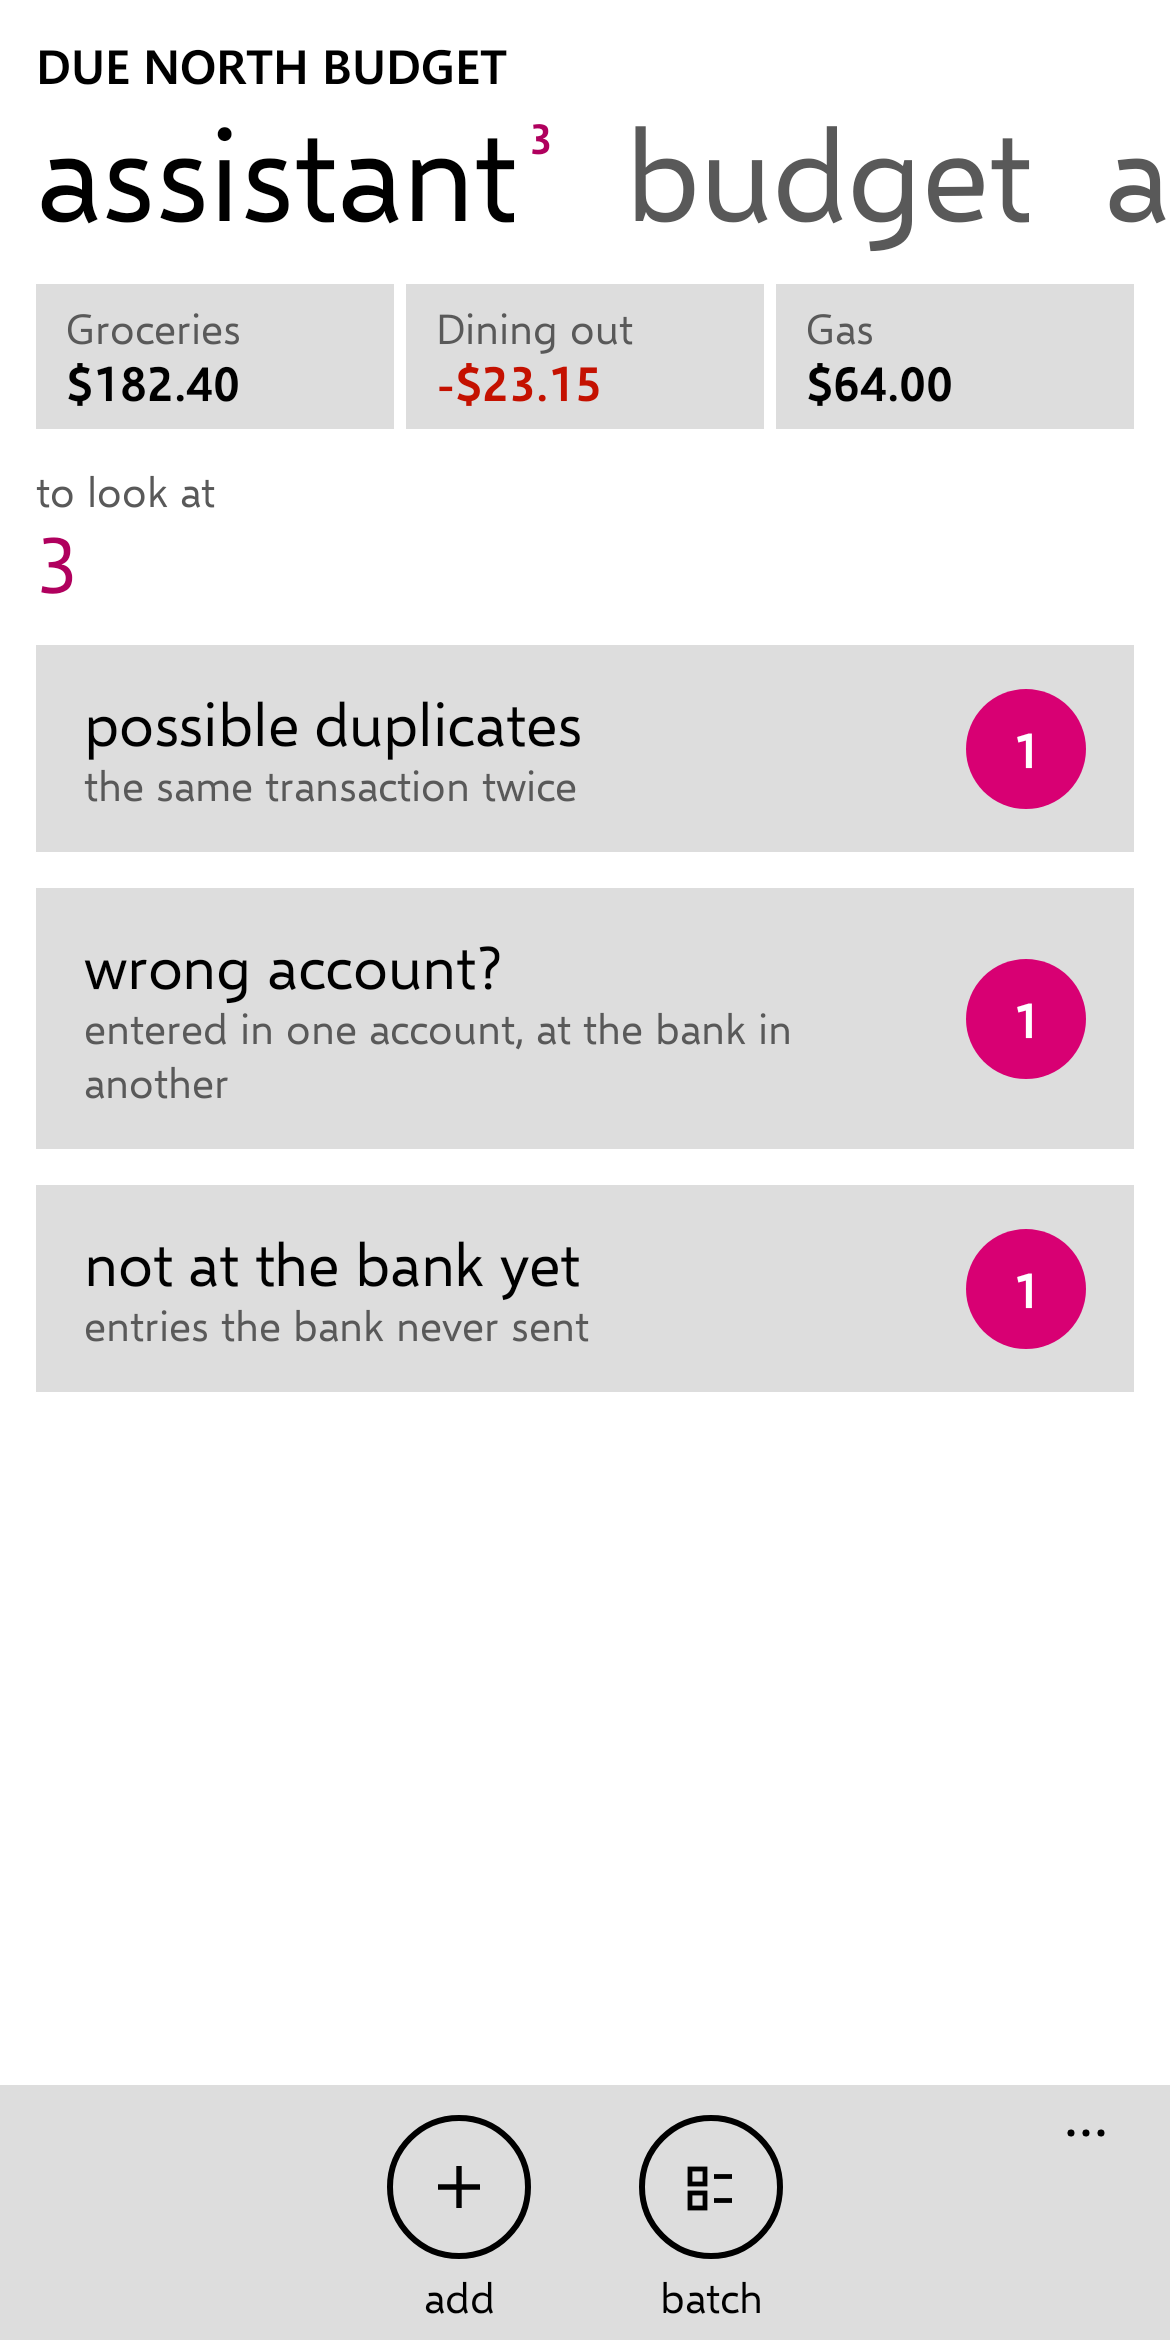 DUE NORTH BUDGET
assistant 3 budget a
Groceries Dining out Gas
$182.40 -$23.15 $64.00
to look at
3
possible duplicates
the same transaction twice
1
wrong account?
entered in one account, at the bank in
another
1
not at the bank yet
entries the bank never sent
1
...
add batch